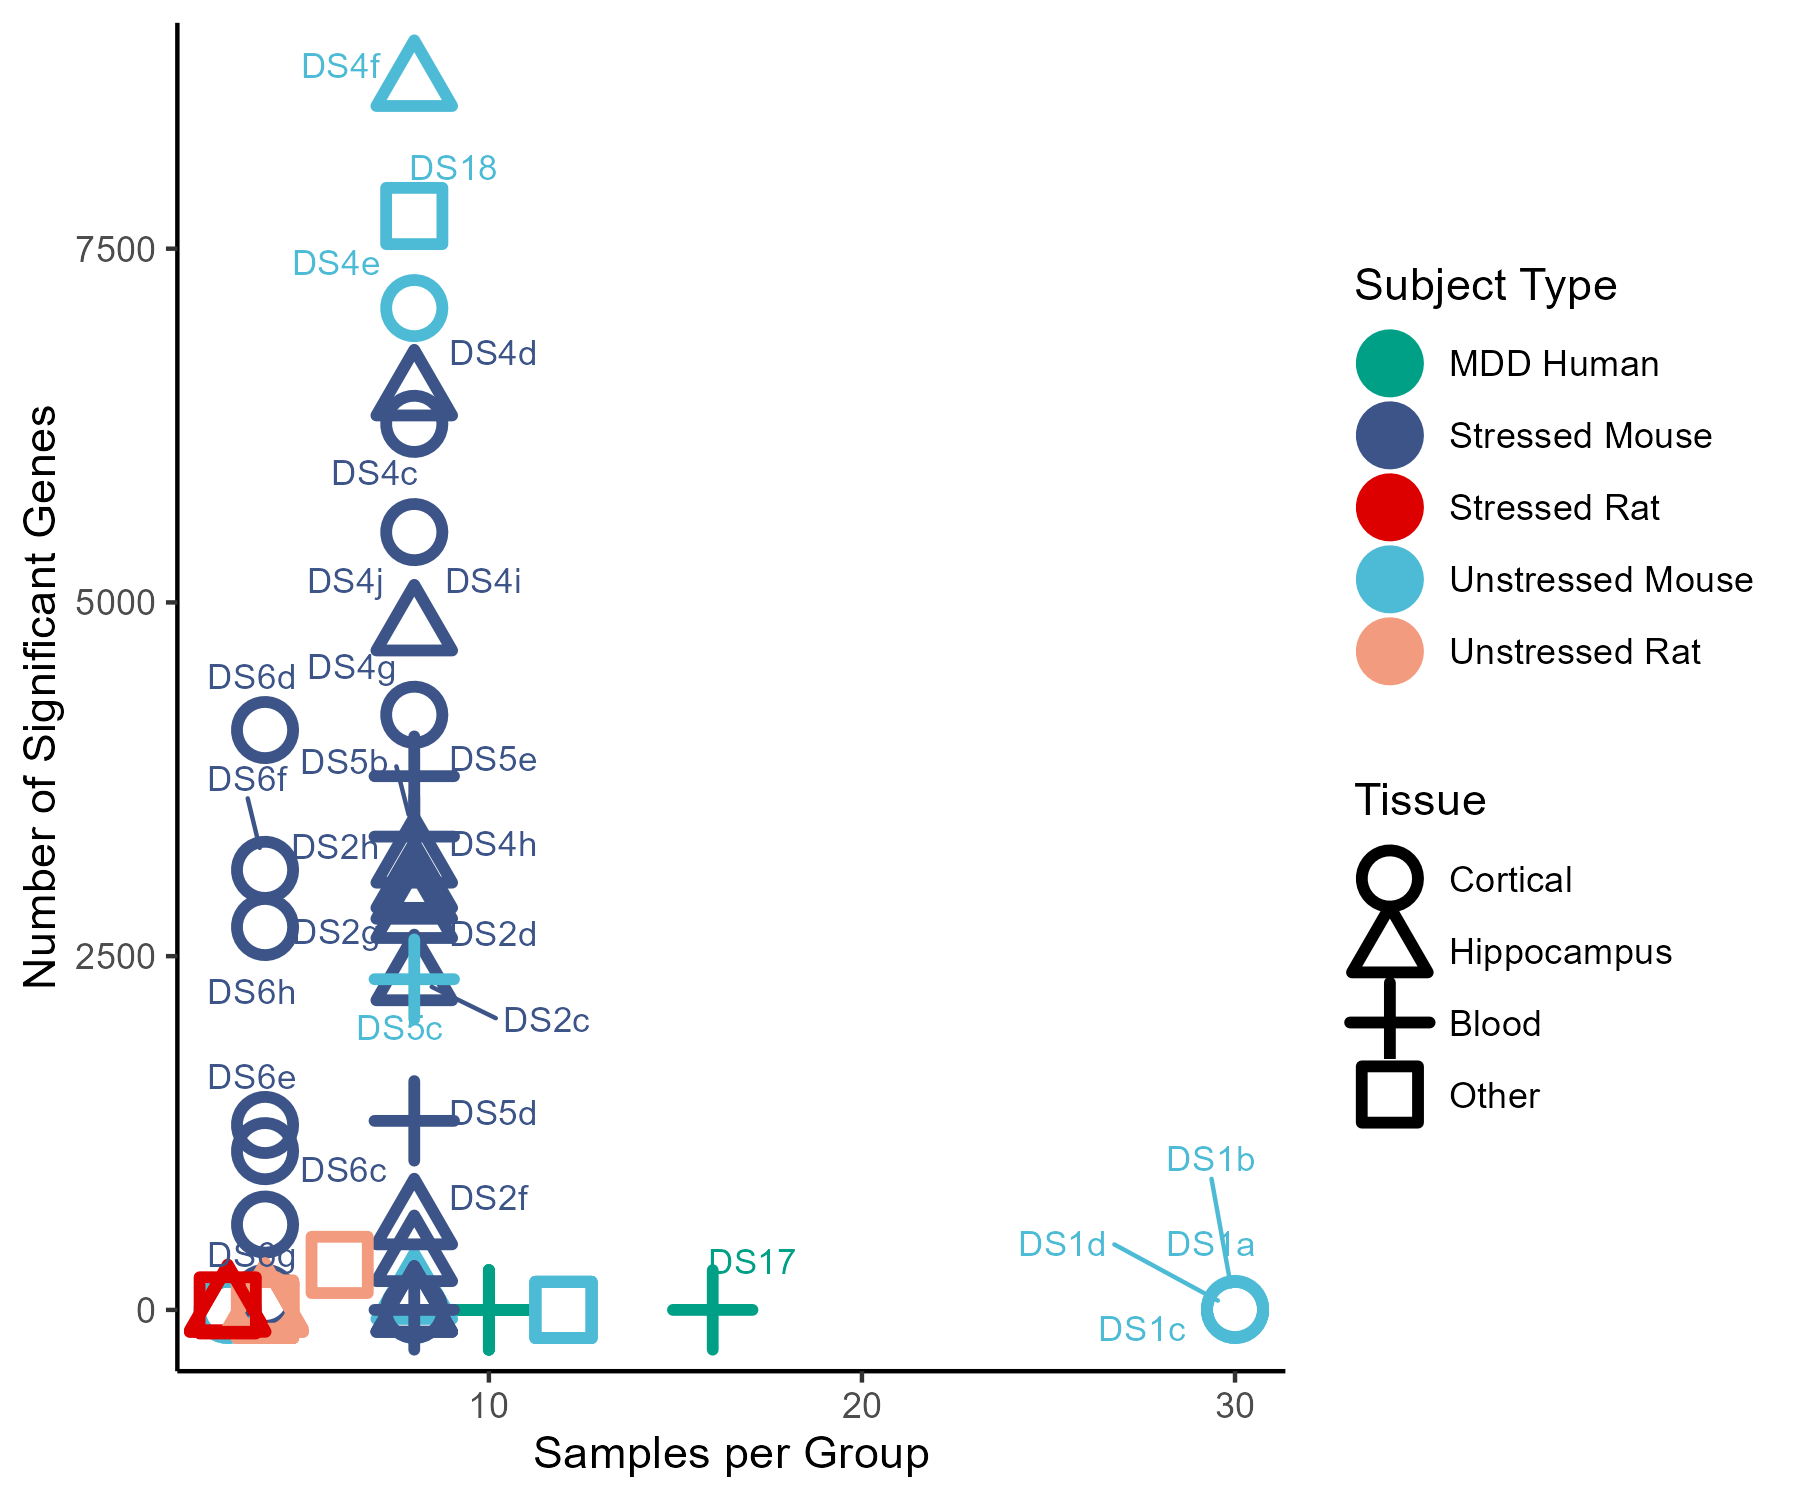 DS4f
DS18
7500
DS4e
DS4d
DS4c
DS4j
DS4i
5000
DS4g
DS6d
DS5b
DS5e
DS6f
DS2h
DS4h
DS2g
DS2d
2500
DS6h
DS2c
DS5c
DS6e
DS5d
DS6c
DS2f
DS6g
DS17
DS1b
DS1d
DS1a
DS1c
0
10
20
30
Samples per Group
Number of Significant Genes
Subject Type
MDD Human
Stressed Mouse
Stressed Rat
Unstressed Mouse
Unstressed Rat
Tissue
Cortical
Hippocampus
Blood
Other